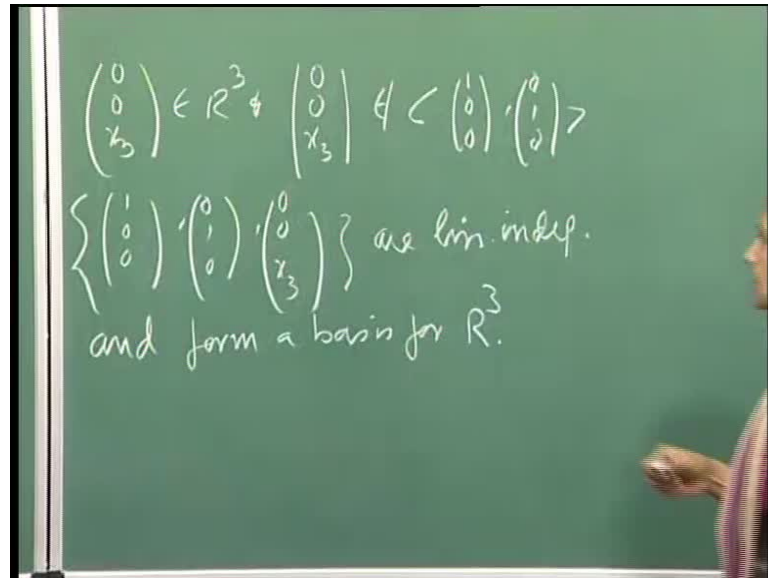 (0 0 x₃) ∈ R³ & (0 0 x₃) ∉ < (1 0 0), (0 1 0) >
{ (1 0 0), (0 1 0), (0 0 x₃) } are lin. indep.
and form a basis for R³.